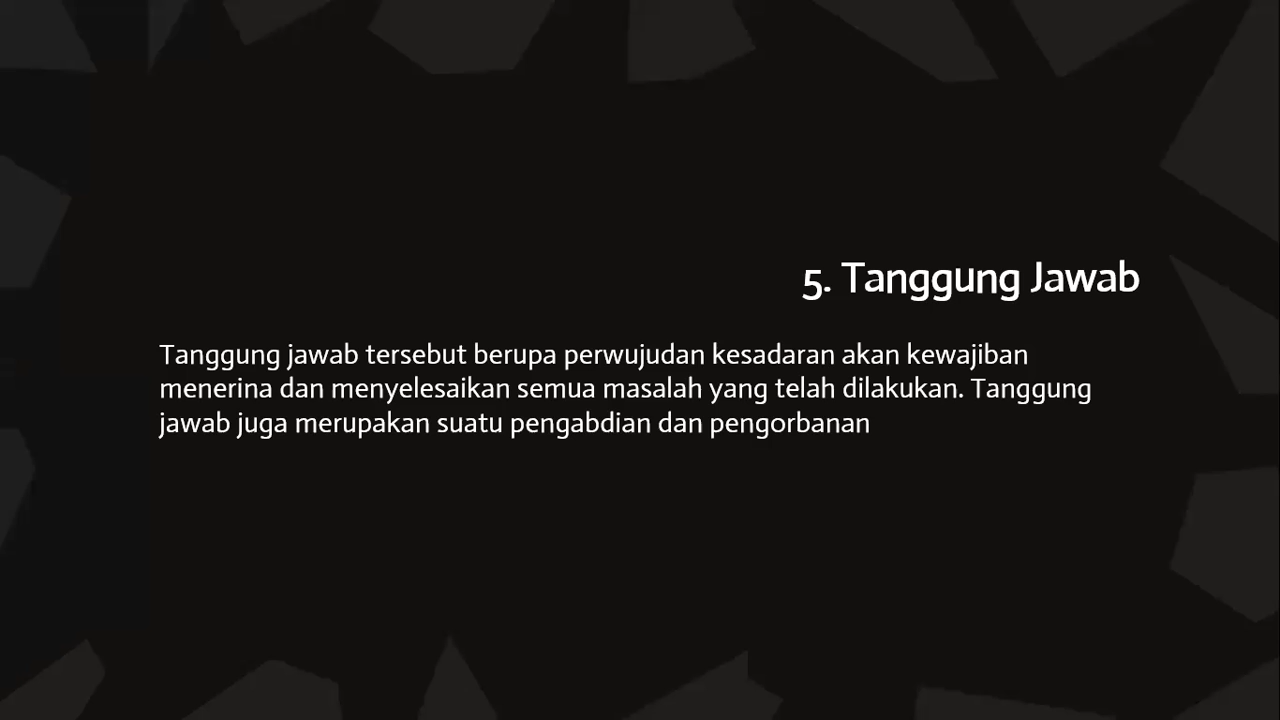 5. Tanggung Jawab
Tanggung jawab tersebut berupa perwujudan kesadaran akan kewajiban
menerina dan menyelesaikan semua masalah yang telah dilakukan. Tanggung
jawab juga merupakan suatu pengabdian dan pengorbanan